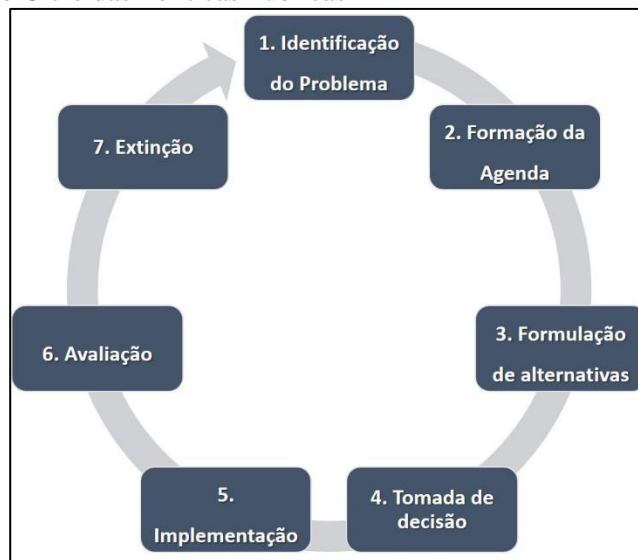 1. Identificação
do Problema
2. Formação da
Agenda
3. Formulação
de alternativas
4. Tomada de
decisão
5.
Implementação
6. Avaliação
7. Extinção